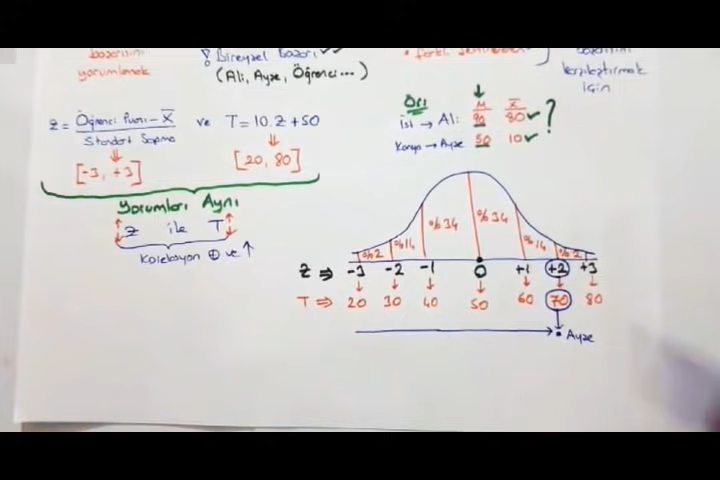 yorumlamak
! Bireysel Başarı ✓✓
(Ali, Ayşe, Öğrenci...)
karşılaştırmak
için
Z = Öğrenci Puanı - X̄ / Standart Sapma ve T = 10.Z + 50
[-3, +3] [20, 80]
Yorumları Aynı
Z ile T
Korelasyon ⊕ ve ↑
Ör:
M X̄
İst → Ali: 90 80 ✓ ?
Konya → Ayşe 50 10 ✓
%2 %14 %34 %34 %14 %2
Z ⇒ -3 -2 -1 0 +1 +2 +3
T ⇒ 20 30 40 50 60 70 80
Ayşe